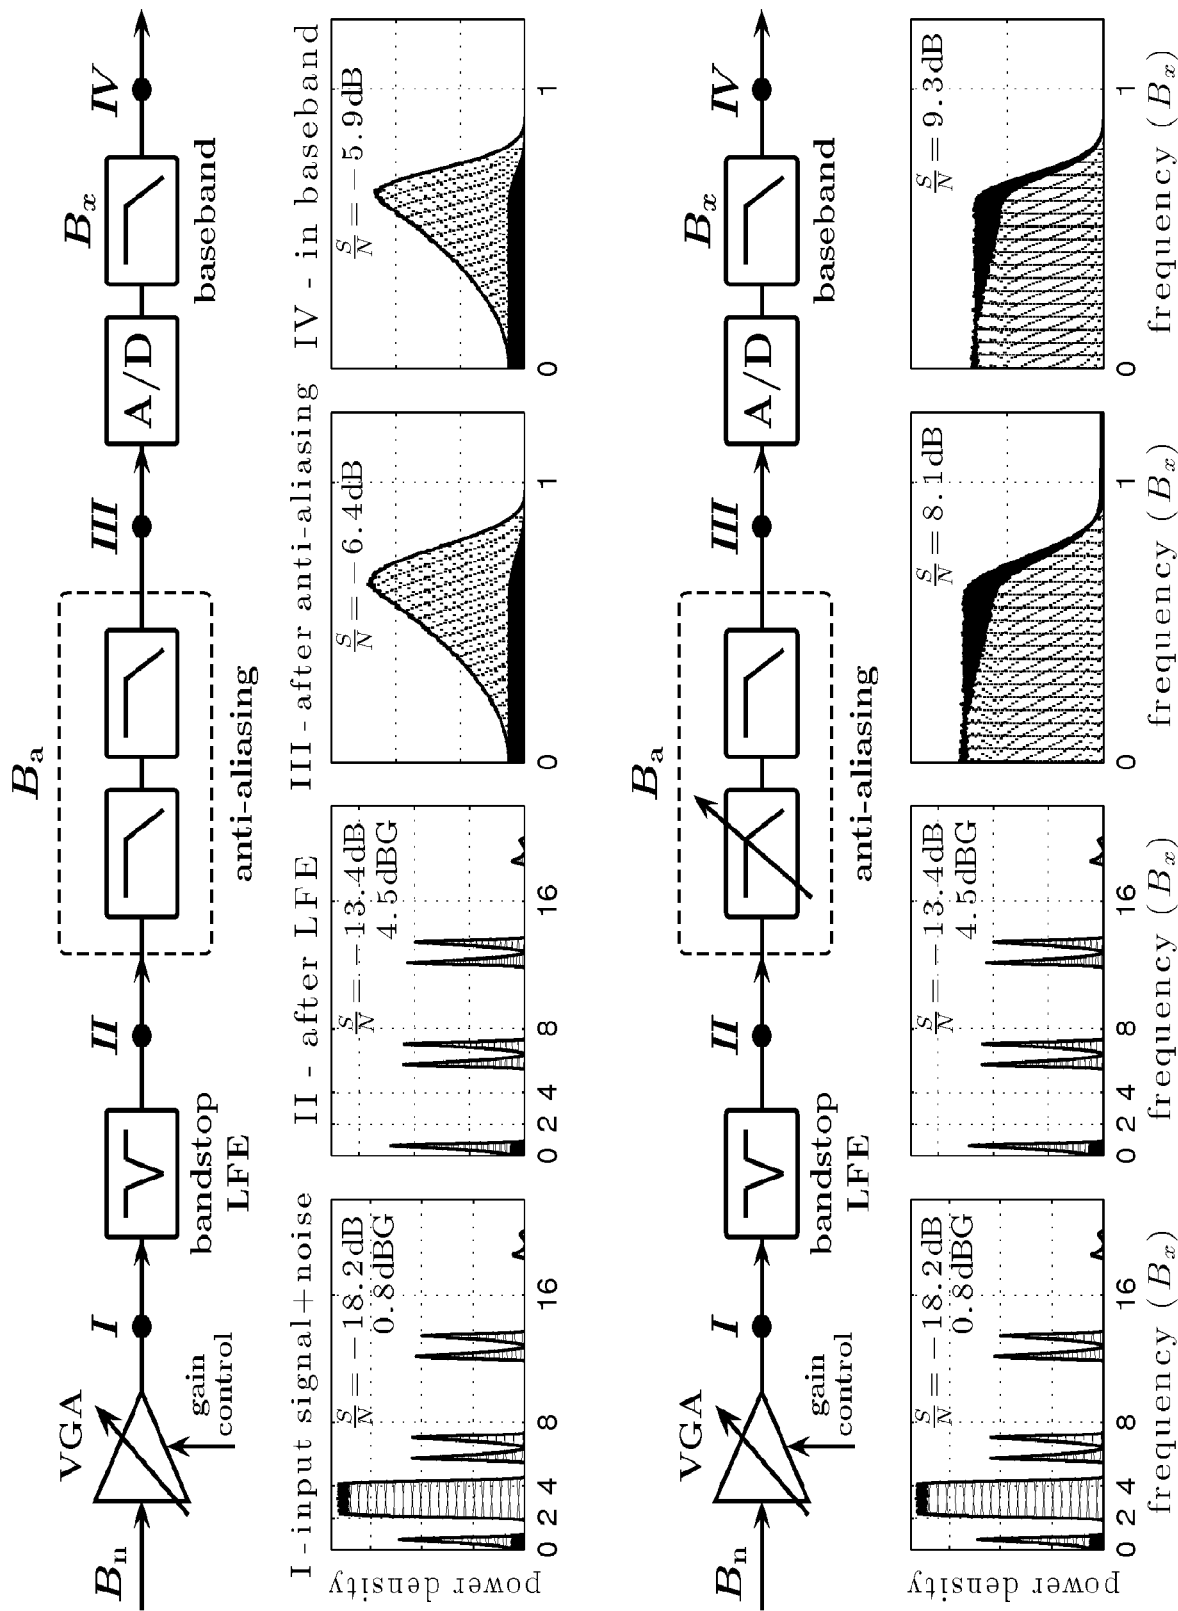 B_n
VGA
gain
control
I
bandstop
LFE
II
B_a
anti-aliasing
III
A/D
B_x
baseband
IV
I - input signal+noise
II - after LFE
III - after anti-aliasing
IV - in baseband
power density
S/N = -18.2dB
0.8dBG
0 2 4 8 16
S/N = -13.4dB
4.5dBG
0 2 4 8 16
S/N = -6.4dB
0 1
S/N = -5.9dB
0 1
B_n
VGA
gain
control
I
bandstop
LFE
II
B_a
anti-aliasing
III
A/D
B_x
baseband
IV
power density
S/N = -18.2dB
0.8dBG
0 2 4 8 16
frequency (B_x)
S/N = -13.4dB
4.5dBG
0 2 4 8 16
frequency (B_x)
S/N = 8.1dB
0 1
frequency (B_x)
S/N = 9.3dB
0 1
frequency (B_x)